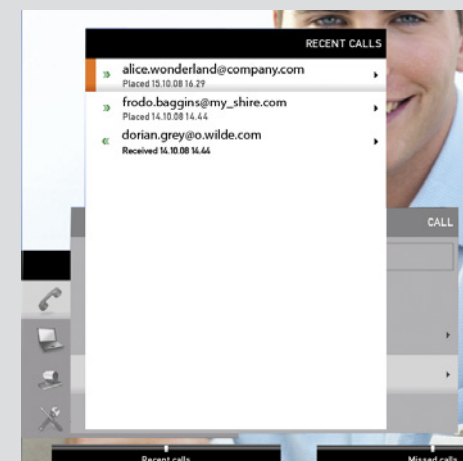 RECENT CALLS
alice.wonderland@company.com
Placed 15.10.08 16.29
frodo.baggins@my_shire.com
Placed 14.10.08 14.44
dorian.grey@o.wilde.com
Received 14.10.08 14.44
CALL
Recent calls
Missed calls